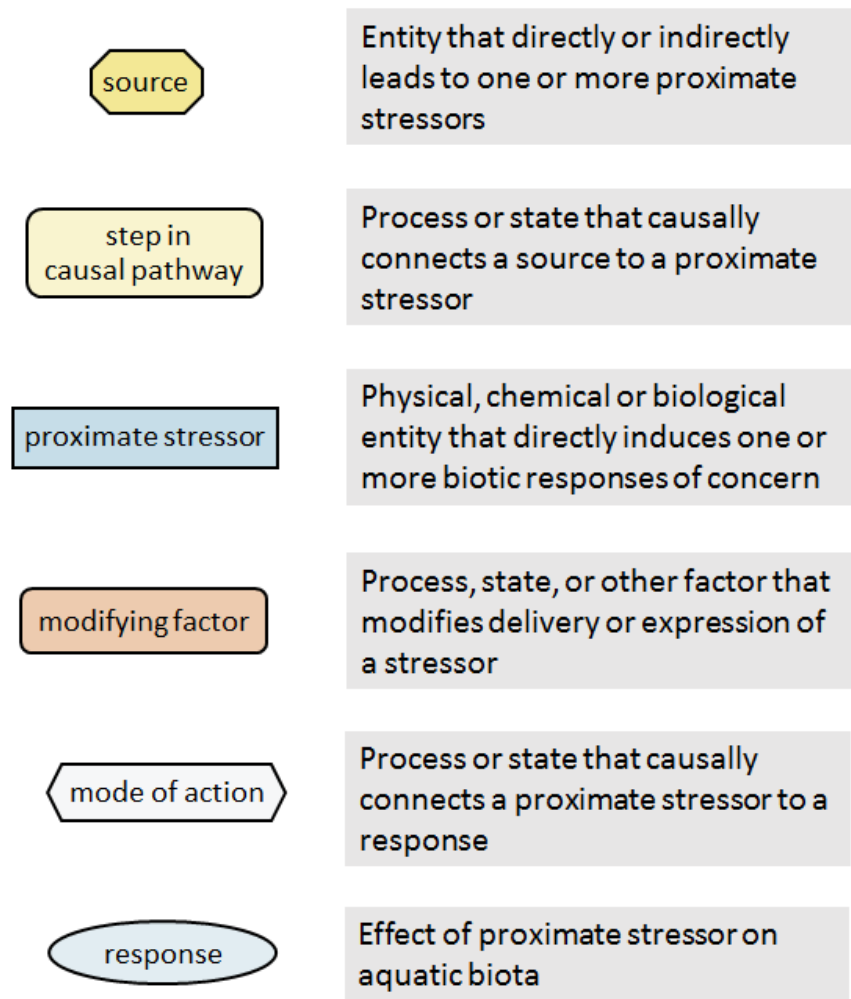 source
Entity that directly or indirectly
leads to one or more proximate
stressors
step in
causal pathway
Process or state that causally
connects a source to a proximate
stressor
proximate stressor
Physical, chemical or biological
entity that directly induces one or
more biotic responses of concern
modifying factor
Process, state, or other factor that
modifies delivery or expression of
a stressor
mode of action
Process or state that causally
connects a proximate stressor to a
response
response
Effect of proximate stressor on
aquatic biota